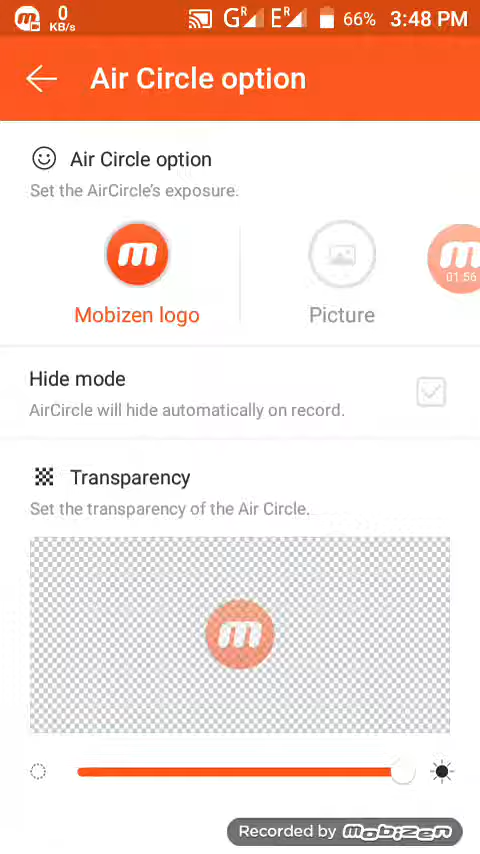 0
KB/s
G R E R 66% 3:48 PM
Air Circle option
Air Circle option
Set the AirCircle's exposure.
m
m
01:56
Mobizen logo
Picture
Hide mode
AirCircle will hide automatically on record.
Transparency
Set the transparency of the Air Circle.
m
Recorded by mobizen